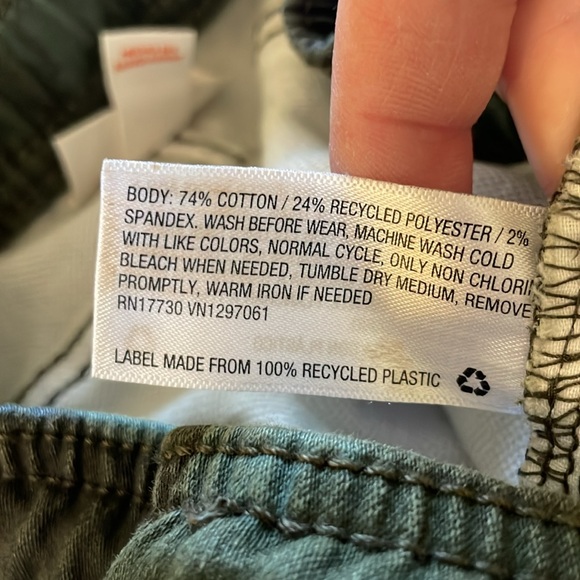 BODY: 74% COTTON / 24% RECYCLED POLYESTER / 2%
SPANDEX. WASH BEFORE WEAR, MACHINE WASH COLD
WITH LIKE COLORS, NORMAL CYCLE, ONLY NON CHLORI
BLEACH WHEN NEEDED, TUMBLE DRY MEDIUM, REMOVE
PROMPTLY, WARM IRON IF NEEDED
RN17730 VN1297061
LABEL MADE FROM 100% RECYCLED PLASTIC